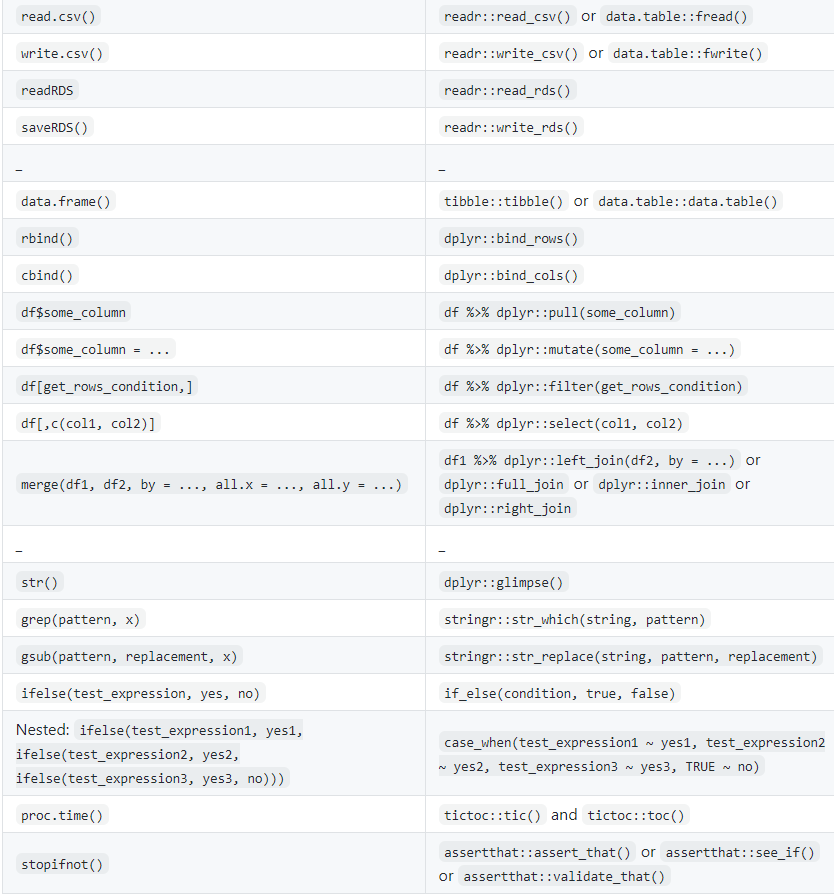 read.csv() readr::read_csv() or data.table::fread()
write.csv() readr::write_csv() or data.table::fwrite()
readRDS readr::read_rds()
saveRDS() readr::write_rds()
_ _
data.frame() tibble::tibble() or data.table::data.table()
rbind() dplyr::bind_rows()
cbind() dplyr::bind_cols()
df$some_column df %>% dplyr::pull(some_column)
df$some_column = ... df %>% dplyr::mutate(some_column = ...)
df[get_rows_condition,] df %>% dplyr::filter(get_rows_condition)
df[,c(col1, col2)] df %>% dplyr::select(col1, col2)
merge(df1, df2, by = ..., all.x = ..., all.y = ...)
df1 %>% dplyr::left_join(df2, by = ...) or
dplyr::full_join or dplyr::inner_join or
dplyr::right_join
_ _
str() dplyr::glimpse()
grep(pattern, x) stringr::str_which(string, pattern)
gsub(pattern, replacement, x) stringr::str_replace(string, pattern, replacement)
ifelse(test_expression, yes, no) if_else(condition, true, false)
Nested: ifelse(test_expression1, yes1,
ifelse(test_expression2, yes2,
ifelse(test_expression3, yes3, no)))
case_when(test_expression1 ~ yes1, test_expression2
~ yes2, test_expression3 ~ yes3, TRUE ~ no)
proc.time() tictoc::tic() and tictoc::toc()
stopifnot()
assertthat::assert_that() or assertthat::see_if()
or assertthat::validate_that()